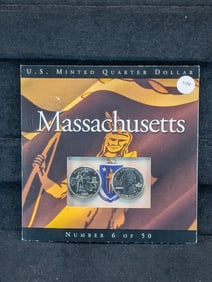 U.S. Minted Quarter Dollar
Massachusetts
Number 6 of 50